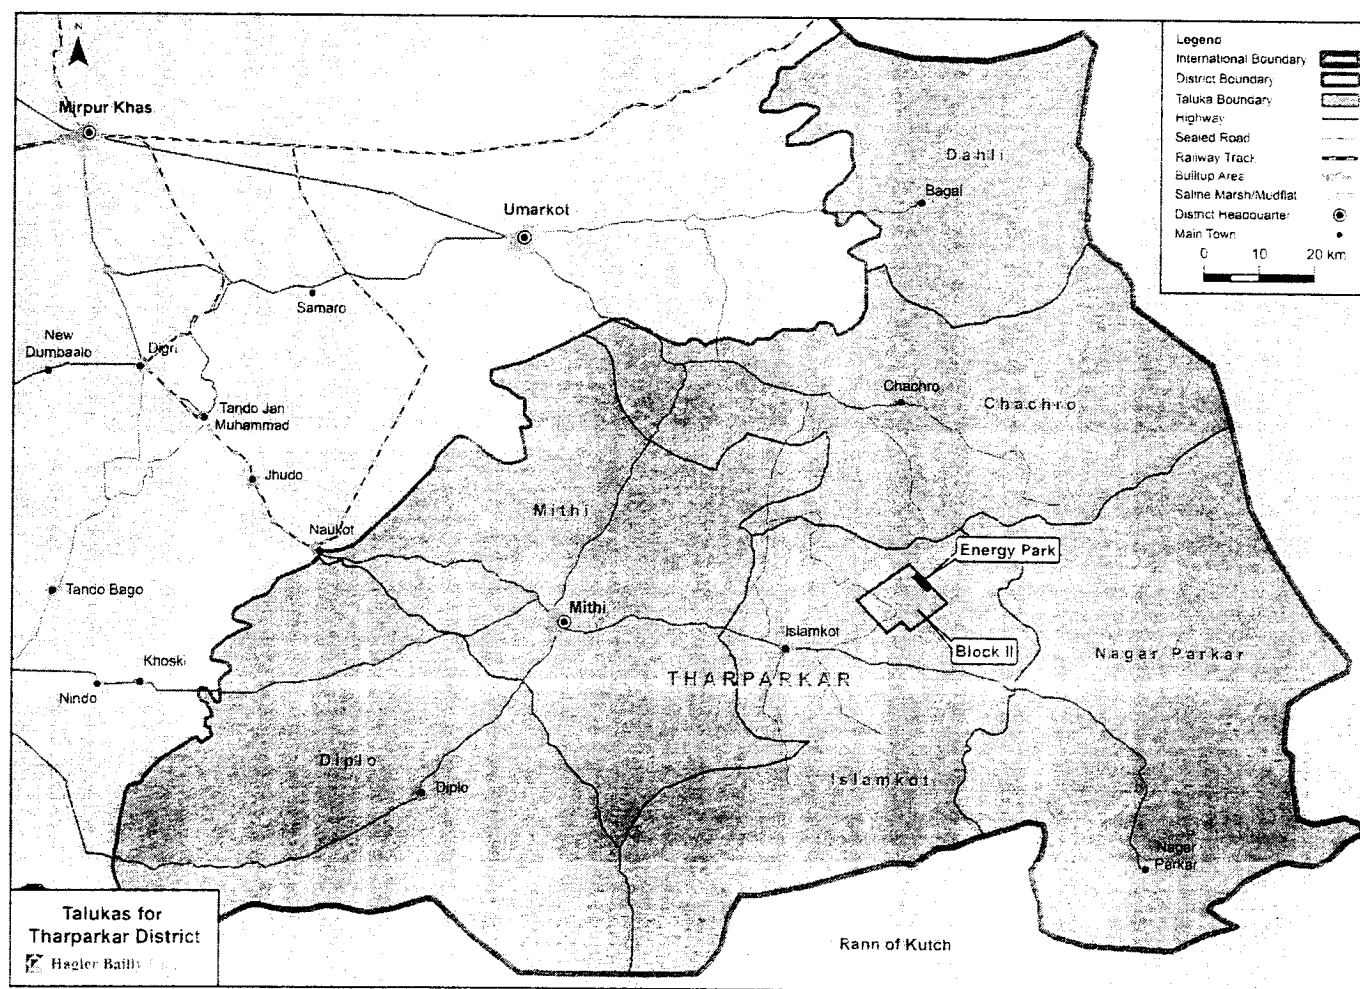 N
Mirpur Khas
Umarkot
Dahli
Bagal
Samaro
New
Dumbaalo
Digri
Tando Jan
Muhammad
Jhudo
Naukot
Tando Bago
Khoski
Nindo
Chachro
Chachro
Mithi
Mithi
Energy Park
Block II
Islamkot
THARPARKAR
Nagar Parkar
Diplo
Diplo
Islamkot
Nagar
Parkar
Rann of Kutch
Legend
International Boundary
District Boundary
Taluka Boundary
Highway
Sealed Road
Railway Track
Builtup Area
Saline Marsh/Mudflat
District Headquarter
Main Town
0 10 20 km
Talukas for
Tharparkar District
Hagler Bailly